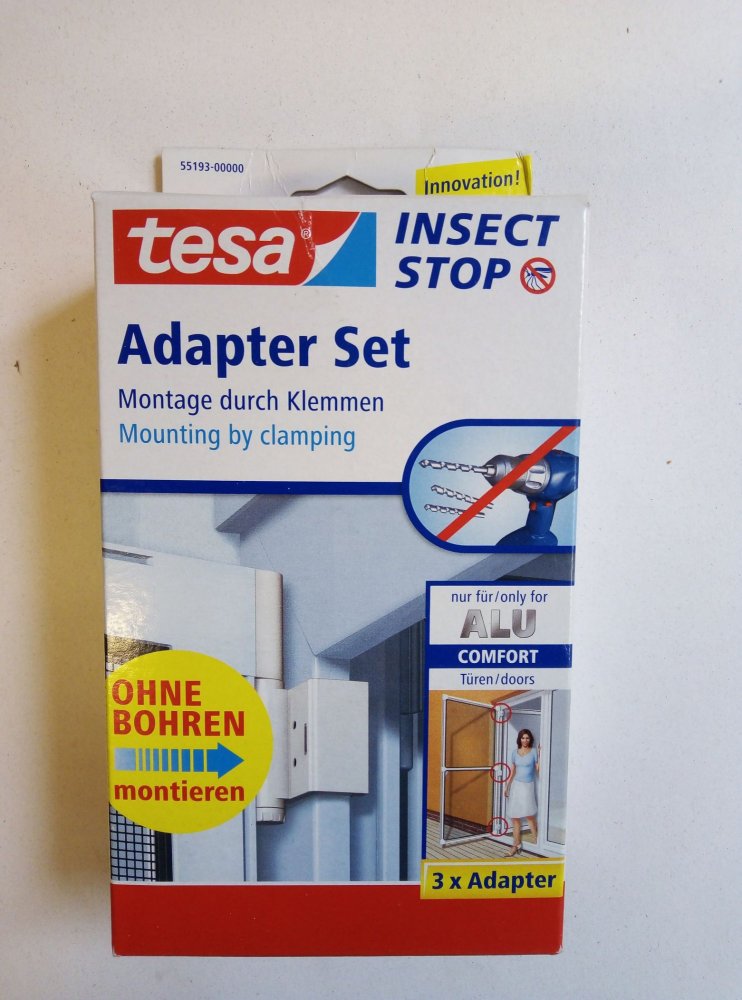 55193-00000
Innovation!
tesa®
INSECT
STOP
Adapter Set
Montage durch Klemmen
Mounting by clamping
nur für/only for
ALU
COMFORT
Türen/doors
OHNE
BOHREN
montieren
3 x Adapter